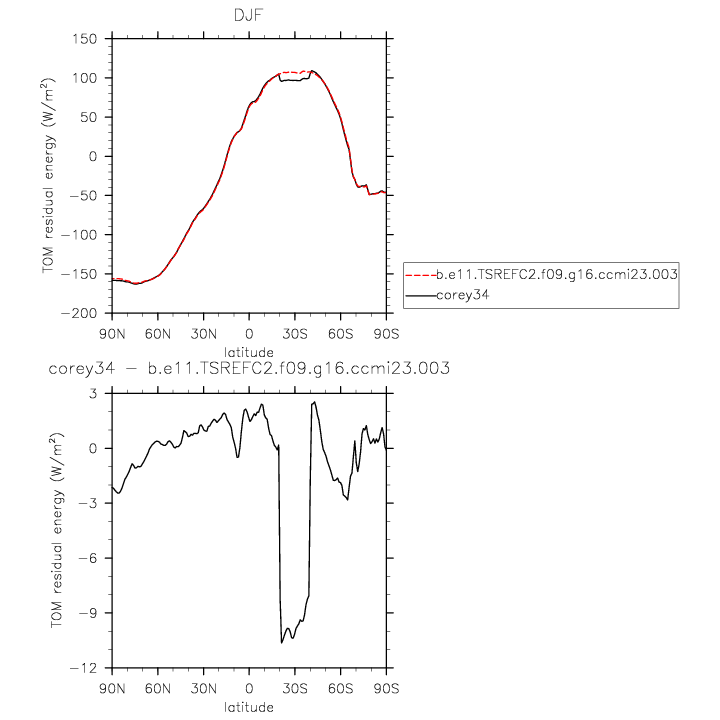 DJF
TOM residual energy (W/m²)
150
100
50
0
−50
−100
−150
−200
90N 60N 30N 0 30S 60S 90S
latitude
b.e11.TSREFC2.f09.g16.ccmi23.003
corey34
corey34 − b.e11.TSREFC2.f09.g16.ccmi23.003
TOM residual energy (W/m²)
3
0
−3
−6
−9
−12
90N 60N 30N 0 30S 60S 90S
latitude